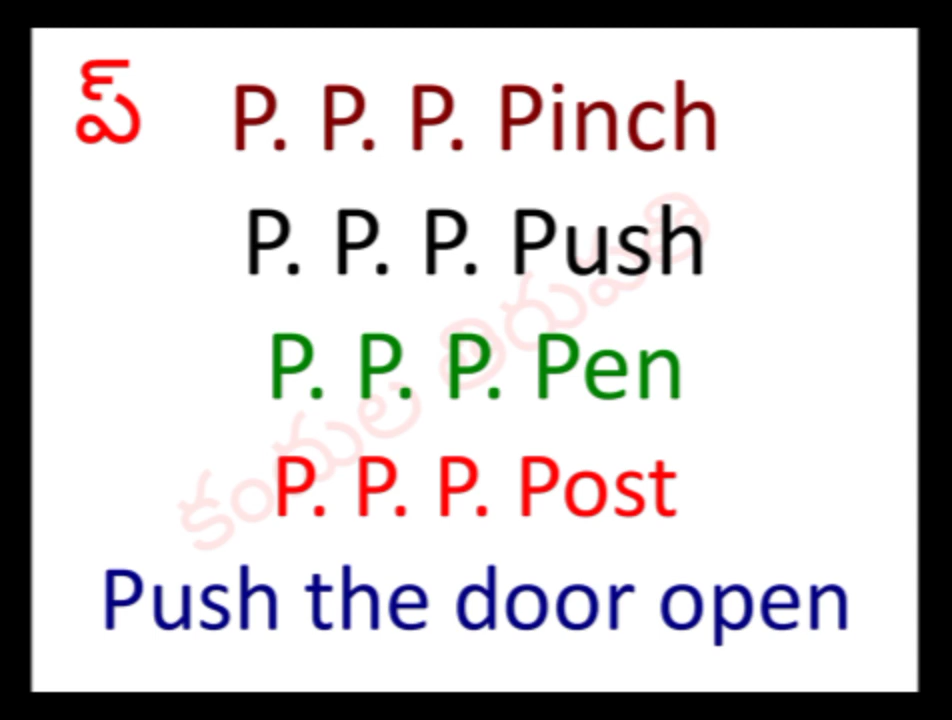 ప్ P. P. P. Pinch
P. P. P. Push
P. P. P. Pen
P. P. P. Post
Push the door open